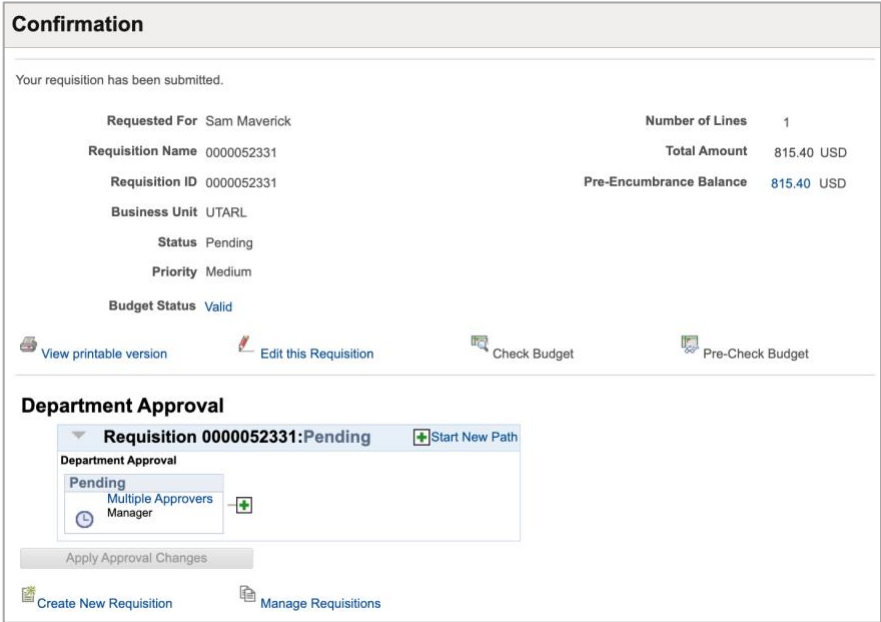 Confirmation
Your requisition has been submitted.
Requested For Sam Maverick
Number of Lines 1
Requisition Name 0000052331
Total Amount 815.40 USD
Requisition ID 0000052331
Pre-Encumbrance Balance 815.40 USD
Business Unit UTARL
Status Pending
Priority Medium
Budget Status Valid
View printable version
Edit this Requisition
Check Budget
Pre-Check Budget
Department Approval
Requisition 0000052331:Pending
Start New Path
Department Approval
Pending
Multiple Approvers
Manager
Apply Approval Changes
Create New Requisition
Manage Requisitions